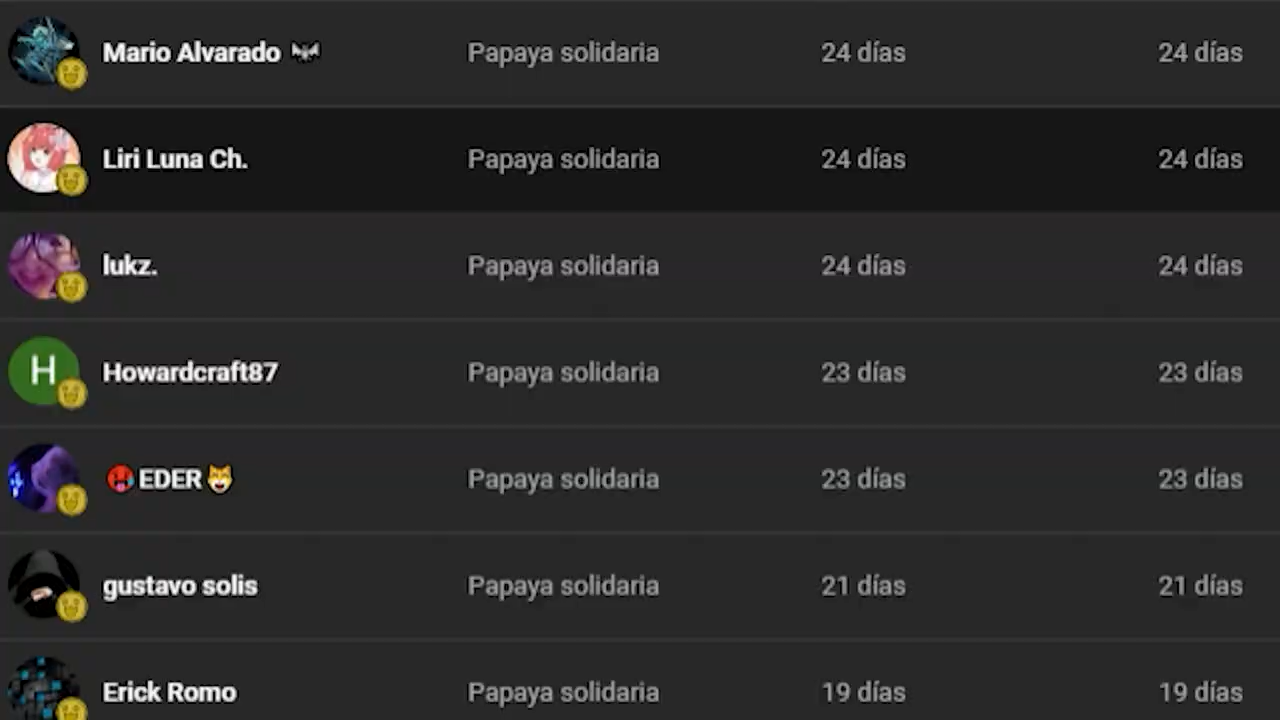 Mario Alvarado Papaya solidaria 24 días 24 días
Liri Luna Ch. Papaya solidaria 24 días 24 días
lukz. Papaya solidaria 24 días 24 días
H Howardcraft87 Papaya solidaria 23 días 23 días
🥵EDER😸 Papaya solidaria 23 días 23 días
gustavo solis Papaya solidaria 21 días 21 días
Erick Romo Papaya solidaria 19 días 19 días